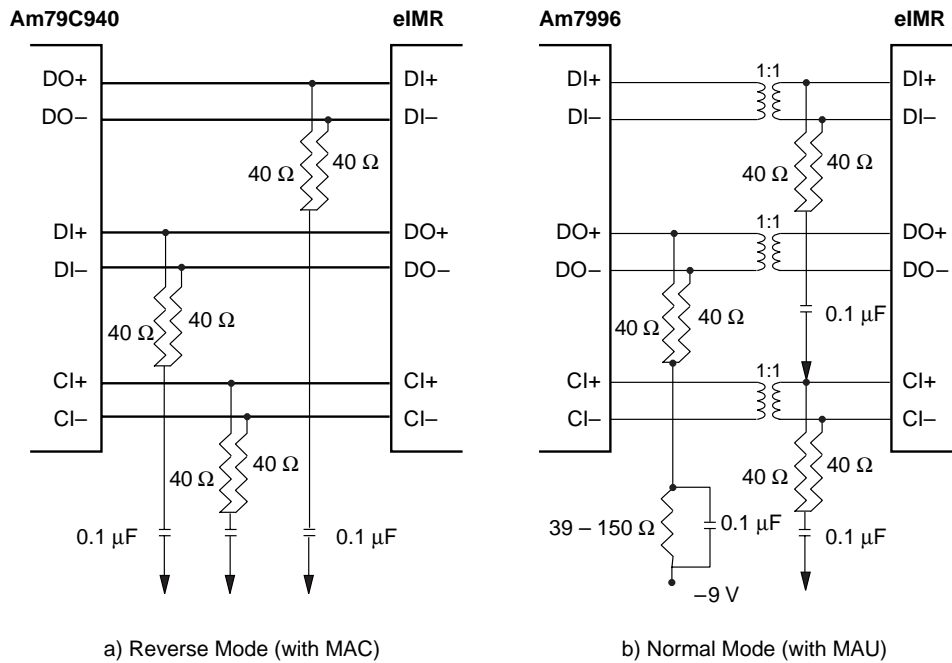 Am79C940
eIMR
DO+
DI+
DO–
DI–
40 Ω
40 Ω
DI+
DO+
DI–
DO–
40 Ω
40 Ω
CI+
CI+
CI–
CI–
40 Ω
40 Ω
0.1 μF
0.1 μF
a) Reverse Mode (with MAC)
Am7996
eIMR
1:1
DI+
DI+
DI–
DI–
40 Ω
40 Ω
1:1
DO+
DO+
DO–
DO–
40 Ω
40 Ω
0.1 μF
1:1
CI+
CI+
CI–
CI–
40 Ω
40 Ω
39 – 150 Ω
0.1 μF
0.1 μF
–9 V
b) Normal Mode (with MAU)